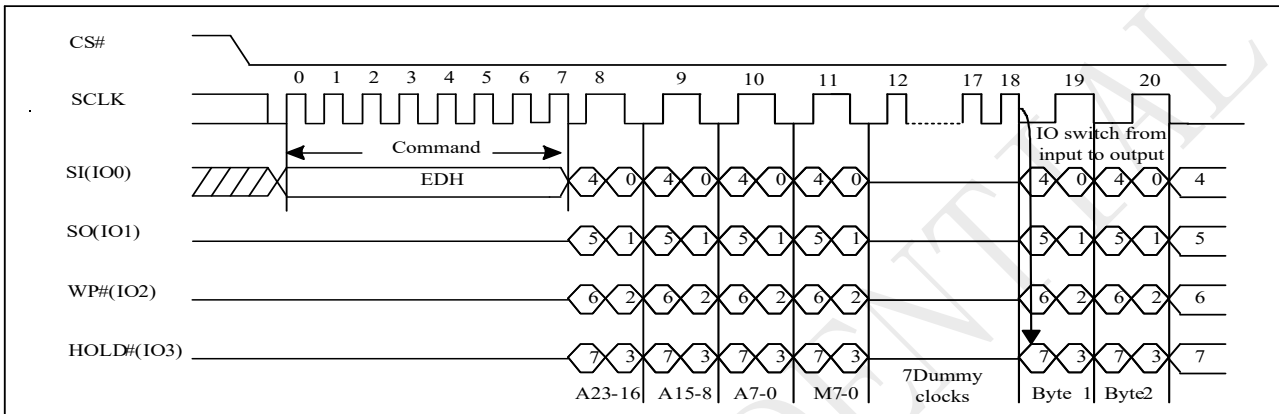 CS#
0 1 2 3 4 5 6 7 8 9 10 11 12 17 18 19 20
SCLK
IO switch from
input to output
Command
SI(IO0)
EDH
4 0 4 0 4 0 4 0 4 0 4 0 4
SO(IO1)
5 1 5 1 5 1 5 1 5 1 5 1 5
WP#(IO2)
6 2 6 2 6 2 6 2 6 2 6 2 6
HOLD#(IO3)
7 3 7 3 7 3 7 3 7 3 7 3 7
A23-16 A15-8 A7-0 M7-0
7Dummy
clocks
Byte 1 Byte2
ENTIAL